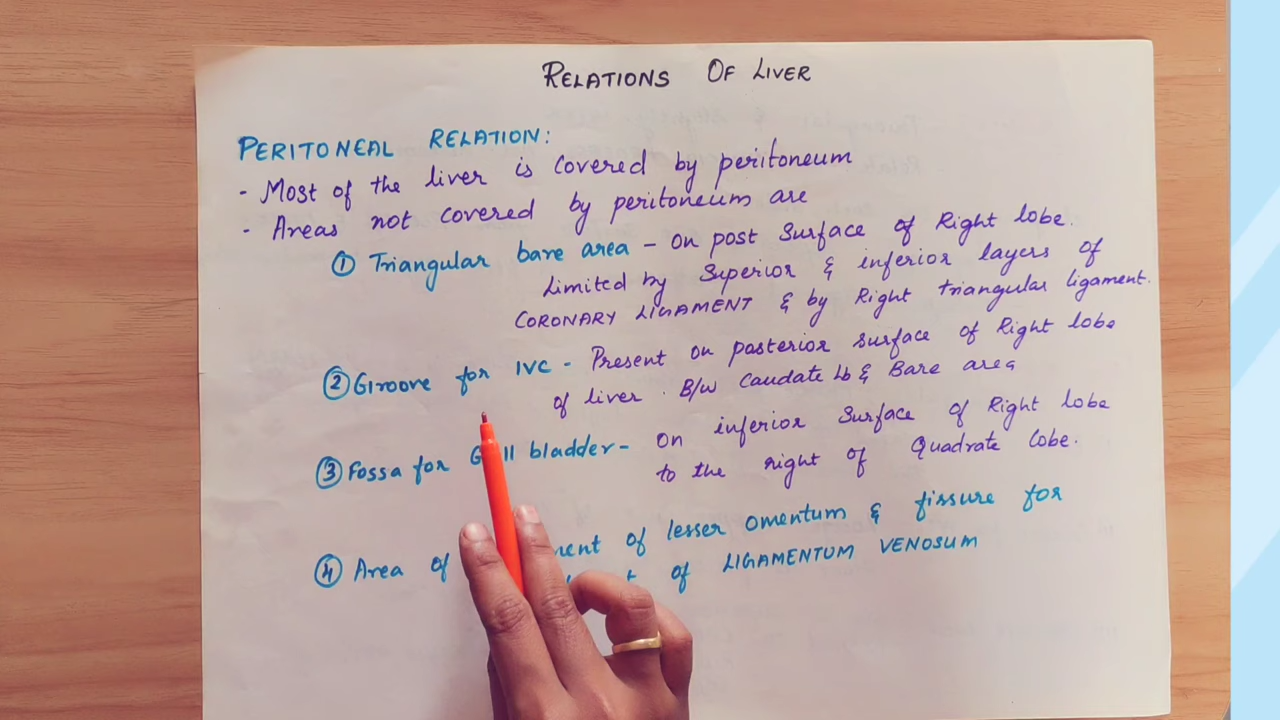 RELATIONS OF LIVER
PERITONEAL RELATION:
- Most of the liver is covered by peritoneum
- Areas not covered by peritoneum are
① Triangular bare area - On post Surface of Right lobe.
Limited by Superior & inferior layers of
CORONARY LIGAMENT & by Right triangular ligament.
② Groove for IVC - Present on posterior surface of Right lobe
of liver. B/w Caudate lb & Bare area
③ Fossa for Gall bladder - on inferior Surface of Right lobe
to the right of Quadrate lobe.
④ Area of of lesser omentum & fissure for
of LIGAMENTUM VENOSUM